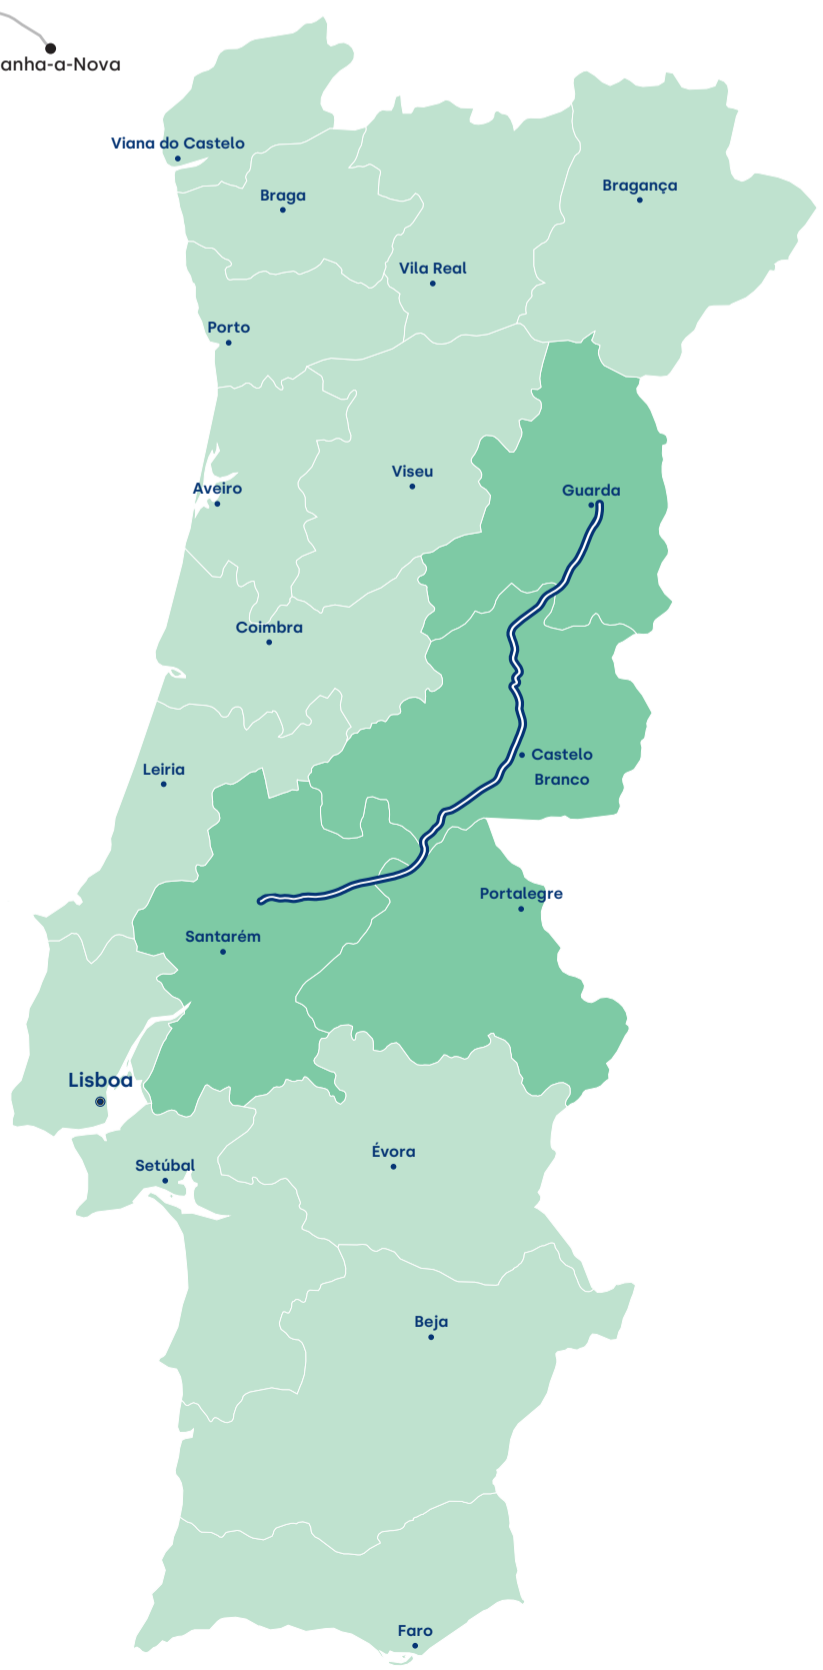 anha-a-Nova
Viana do Castelo
Braga
Bragança
Vila Real
Porto
Viseu
Guarda
Aveiro
Coimbra
Castelo
Branco
Leiria
Portalegre
Santarém
Lisboa
Évora
Setúbal
Beja
Faro